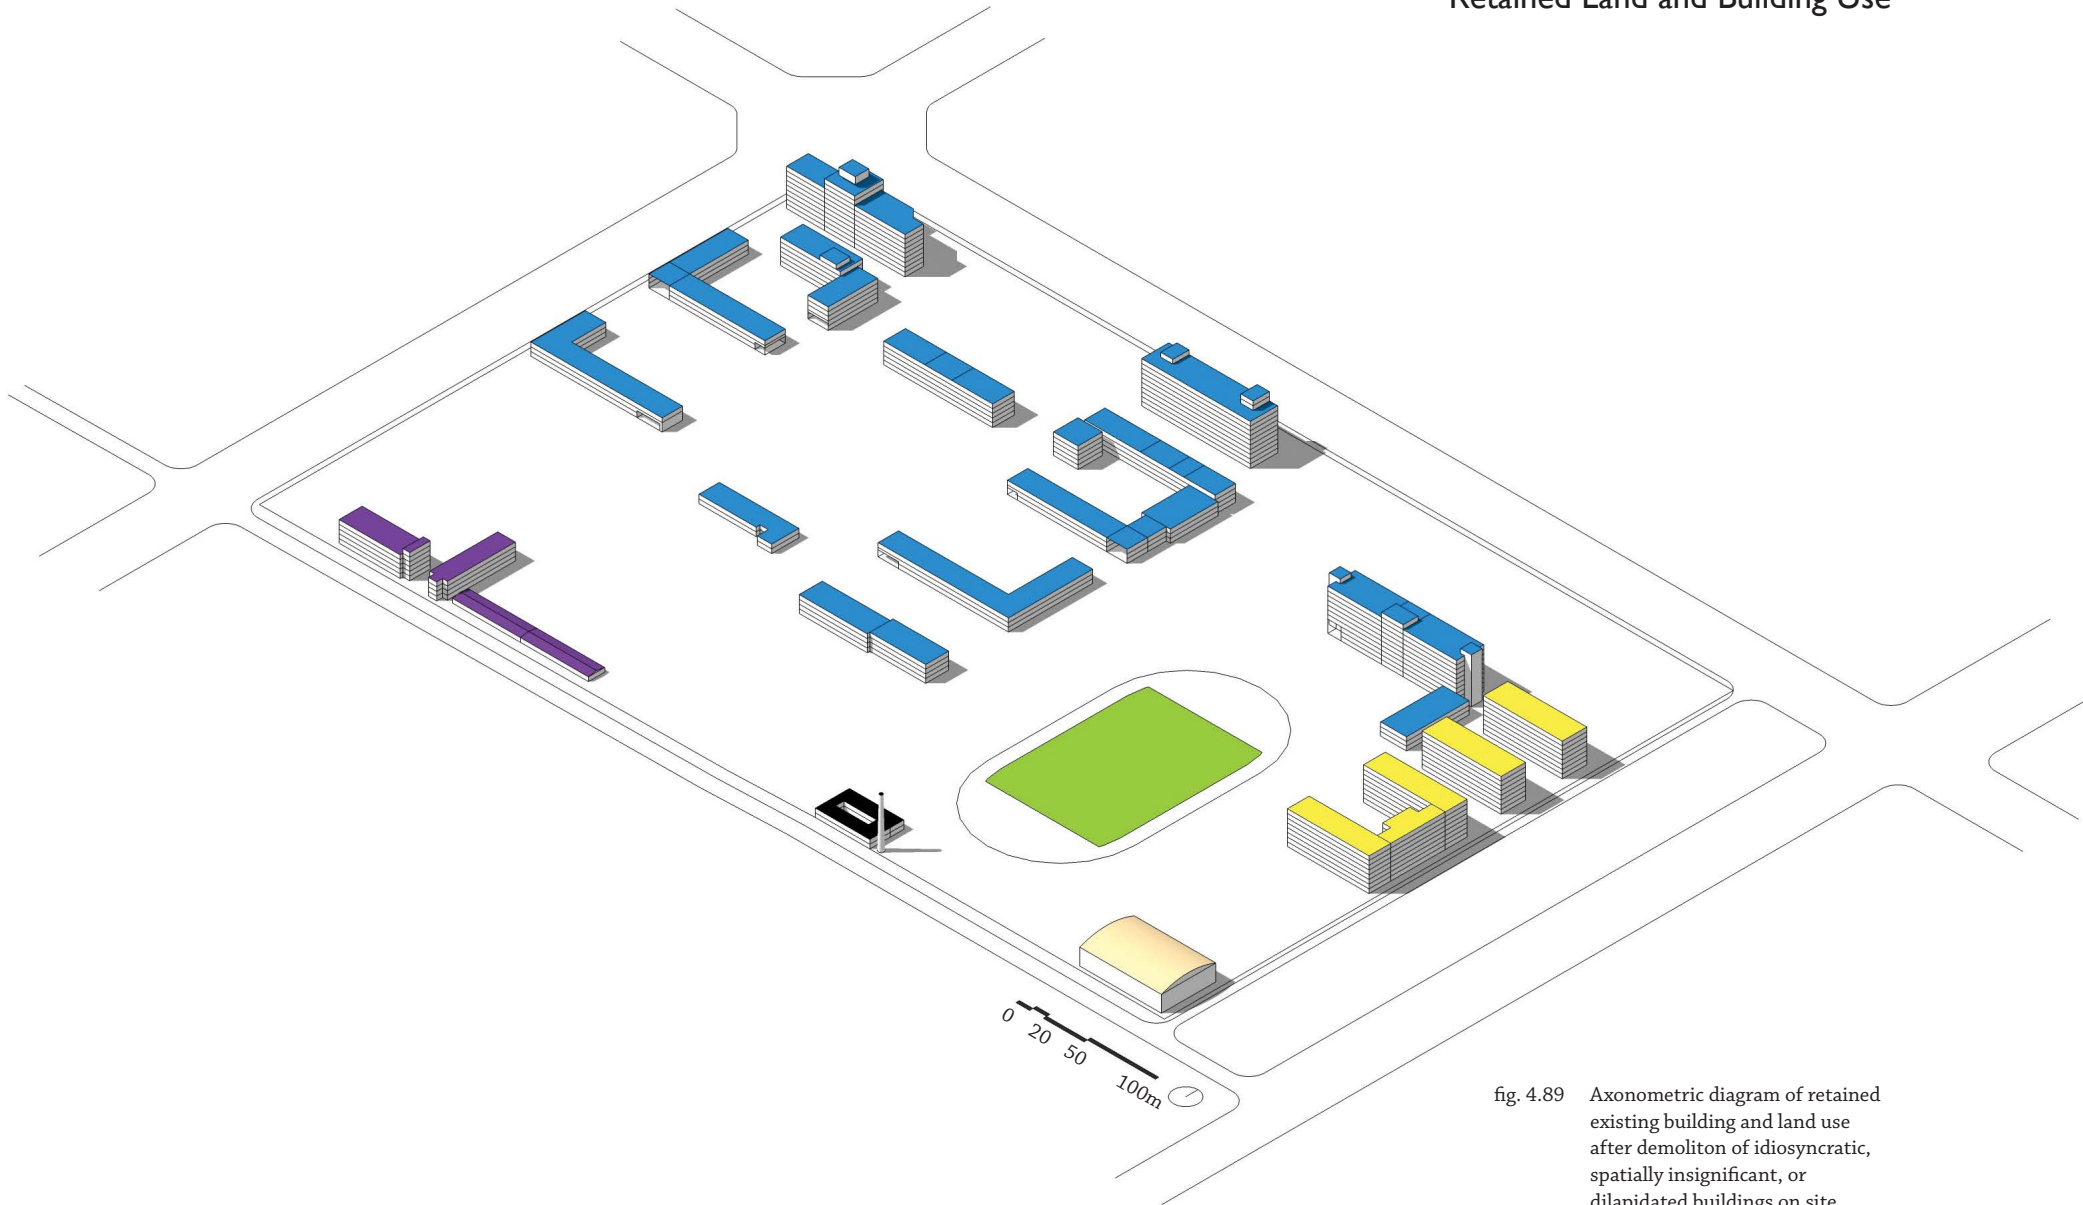 Retained Land and Building Use
0
20
50
100m
fig. 4.89 Axonometric diagram of retained
existing building and land use
after demoliton of idiosyncratic,
spatially insignificant, or
dilapidated buildings on site